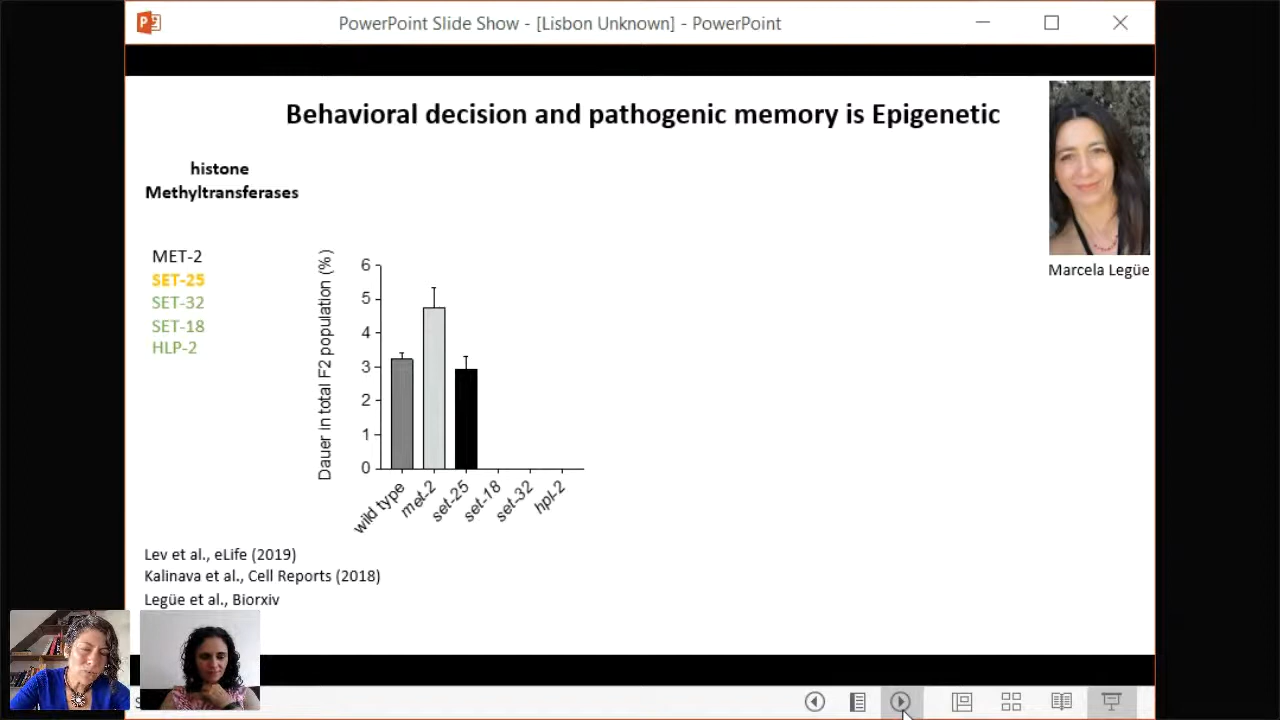 PowerPoint Slide Show - [Lisbon Unknown] - PowerPoint
Behavioral decision and pathogenic memory is Epigenetic
histone
Methyltransferases
MET-2
SET-25
SET-32
SET-18
HLP-2
Dauer in total F2 population (%)
6
5
4
3
2
1
0
wild type
met-2
set-25
set-18
set-32
hpl-2
Marcela Legüe
Lev et al., eLife (2019)
Kalinava et al., Cell Reports (2018)
Legüe et al., Biorxiv